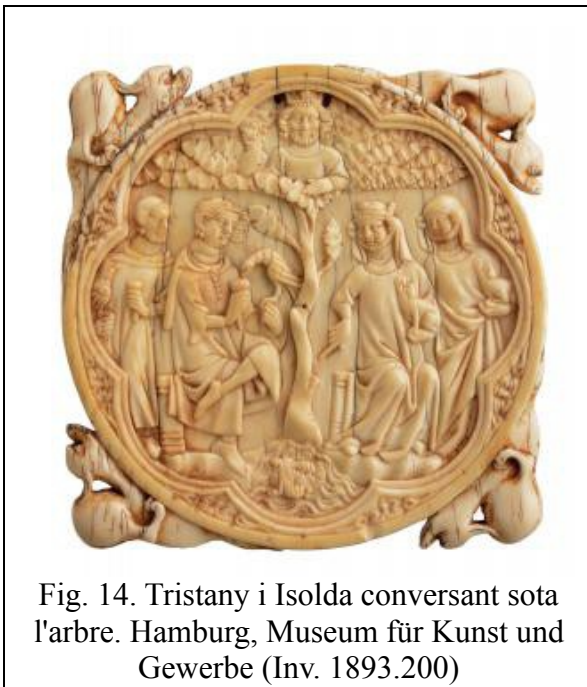 Fig. 14. Tristany i Isolda conversant sota
l'arbre. Hamburg, Museum für Kunst und
Gewerbe (Inv. 1893.200)